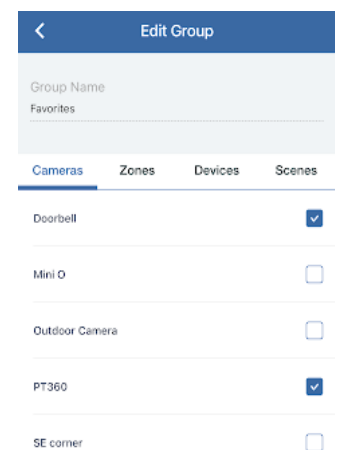 Edit Group
Group Name
Favorites
Cameras Zones Devices Scenes
Doorbell
Mini O
Outdoor Camera
PT360
SE corner